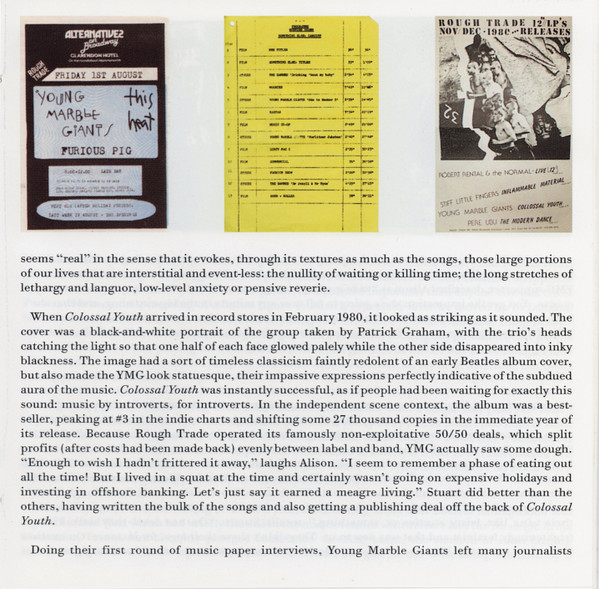 ALTERNATIVES
on
Broadway
CLARENDON HOTEL
ROUGH TRADE
FRIDAY 1ST AUGUST
YOUNG MARBLE GIANTS
this heat
FURIOUS PIG
ROUGH TRADE 12"LP'S
NOV/DEC·1980 RELEASES
ROBERT RENTAL & the NORMAL·LIVE 12"
STIFF LITTLE FINGERS INFLAMMABLE MATERIAL
YOUNG MARBLE GIANTS: COLLOSSAL YOUTH
PERE UBU THE MODERN DANCE
seems “real” in the sense that it evokes, through its textures as much as the songs, those large portions
of our lives that are interstitial and event-less: the nullity of waiting or killing time; the long stretches of
lethargy and languor, low-level anxiety or pensive reverie.
When Colossal Youth arrived in record stores in February 1980, it looked as striking as it sounded. The
cover was a black-and-white portrait of the group taken by Patrick Graham, with the trio’s heads
catching the light so that one half of each face glowed palely while the other side disappeared into inky
blackness. The image had a sort of timeless classicism faintly redolent of an early Beatles album cover,
but also made the YMG look statuesque, their impassive expressions perfectly indicative of the subdued
aura of the music. Colossal Youth was instantly successful, as if people had been waiting for exactly this
sound: music by introverts, for introverts. In the independent scene context, the album was a best-
seller, peaking at #3 in the indie charts and shifting some 27 thousand copies in the immediate year of
its release. Because Rough Trade operated its famously non-exploitative 50/50 deals, which split
profits (after costs had been made back) evenly between label and band, YMG actually saw some dough.
“Enough to wish I hadn’t frittered it away,” laughs Alison. “I seem to remember a phase of eating out
all the time! But I lived in a squat at the time and certainly wasn’t going on expensive holidays and
investing in offshore banking. Let’s just say it earned a meagre living.” Stuart did better than the
others, having written the bulk of the songs and also getting a publishing deal off the back of Colossal
Youth.
Doing their first round of music paper interviews, Young Marble Giants left many journalists